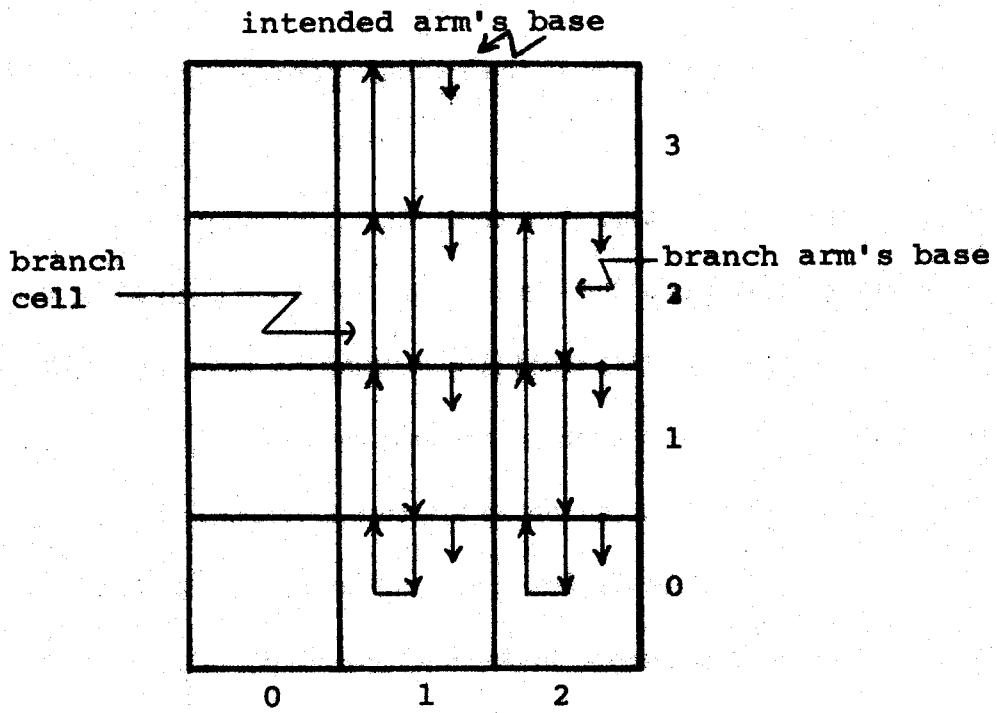 intended arm's base
3
branch
cell
branch arm's base
2
1
0
0 1 2